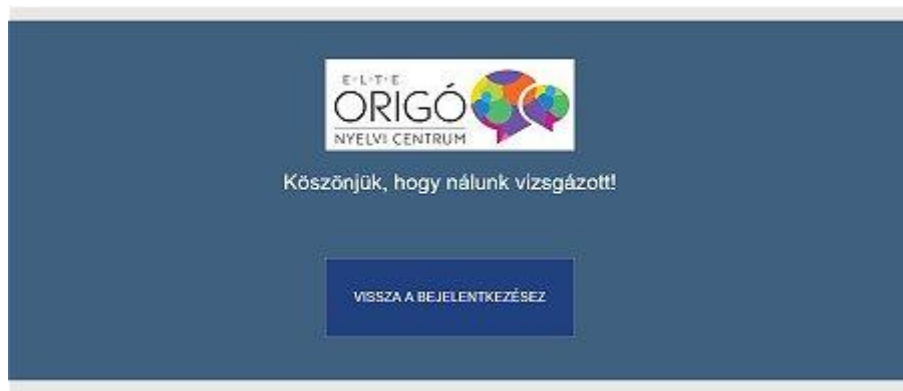 E·L·T·E
ORIGÓ
NYELVI CENTRUM
Köszönjük, hogy nálunk vizsgázott!
VISSZA A BEJELENTKEZÉSEZ